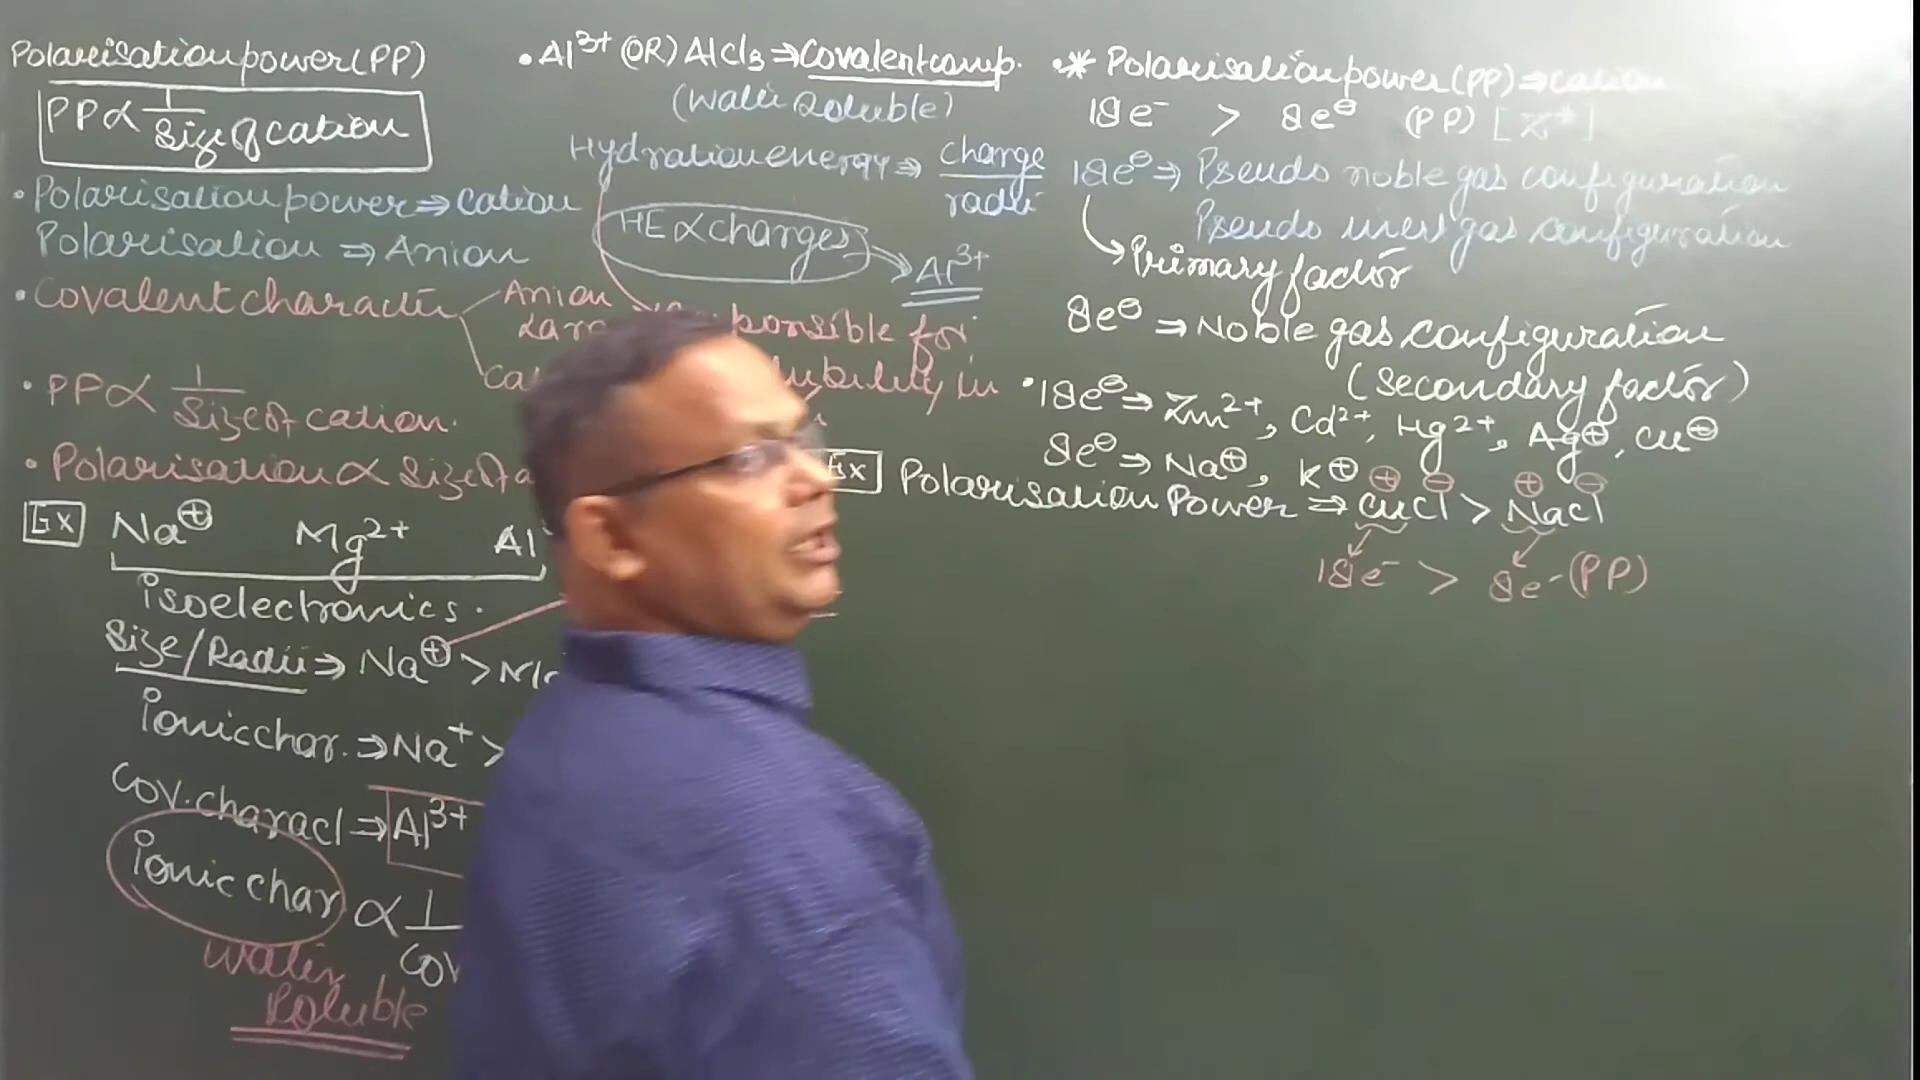 Polarisation power (PP)
PP ∝ 1/Size of cation
• Polarisation power ⇒ cation
Polarisation ⇒ Anion
• Covalent character Anion
• PP ∝ 1/Size of cation.
• Polarisation ∝ Size of a
Ex Na⊕ Mg2+ Al
isoelectronics.
Size/Radii ⇒ Na⊕ >
ionic char. ⇒ Na+ >
Cov. charact ⇒ Al3+
ionic char ∝ 1/cov
Water
Soluble
• Al3+ (OR) AlCl3 ⇒ Covalent comp.
(Water Soluble)
Hydration energy ⇒ charge/radii
HE ∝ charges → Al3+
ponsible for
lubility in
•* Polarisation power (PP) ⇒ cation
18e- > 8e⊖ (PP) [Z*]
18e⊖ ⇒ Pseudo noble gas configuration
Pseudo inert gas configuration
Primary factor
8e⊖ ⇒ Noble gas configuration
(Secondary factor)
• 18e⊖ ⇒ Zn2+, Cd2+, Hg2+, Ag⊕, Cu⊕
8e⊖ ⇒ Na⊕, K⊕
Ex Polarisation Power ⇒ CuCl > NaCl
⊕ ⊖ ⊕ ⊖
18e- > 8e- (PP)